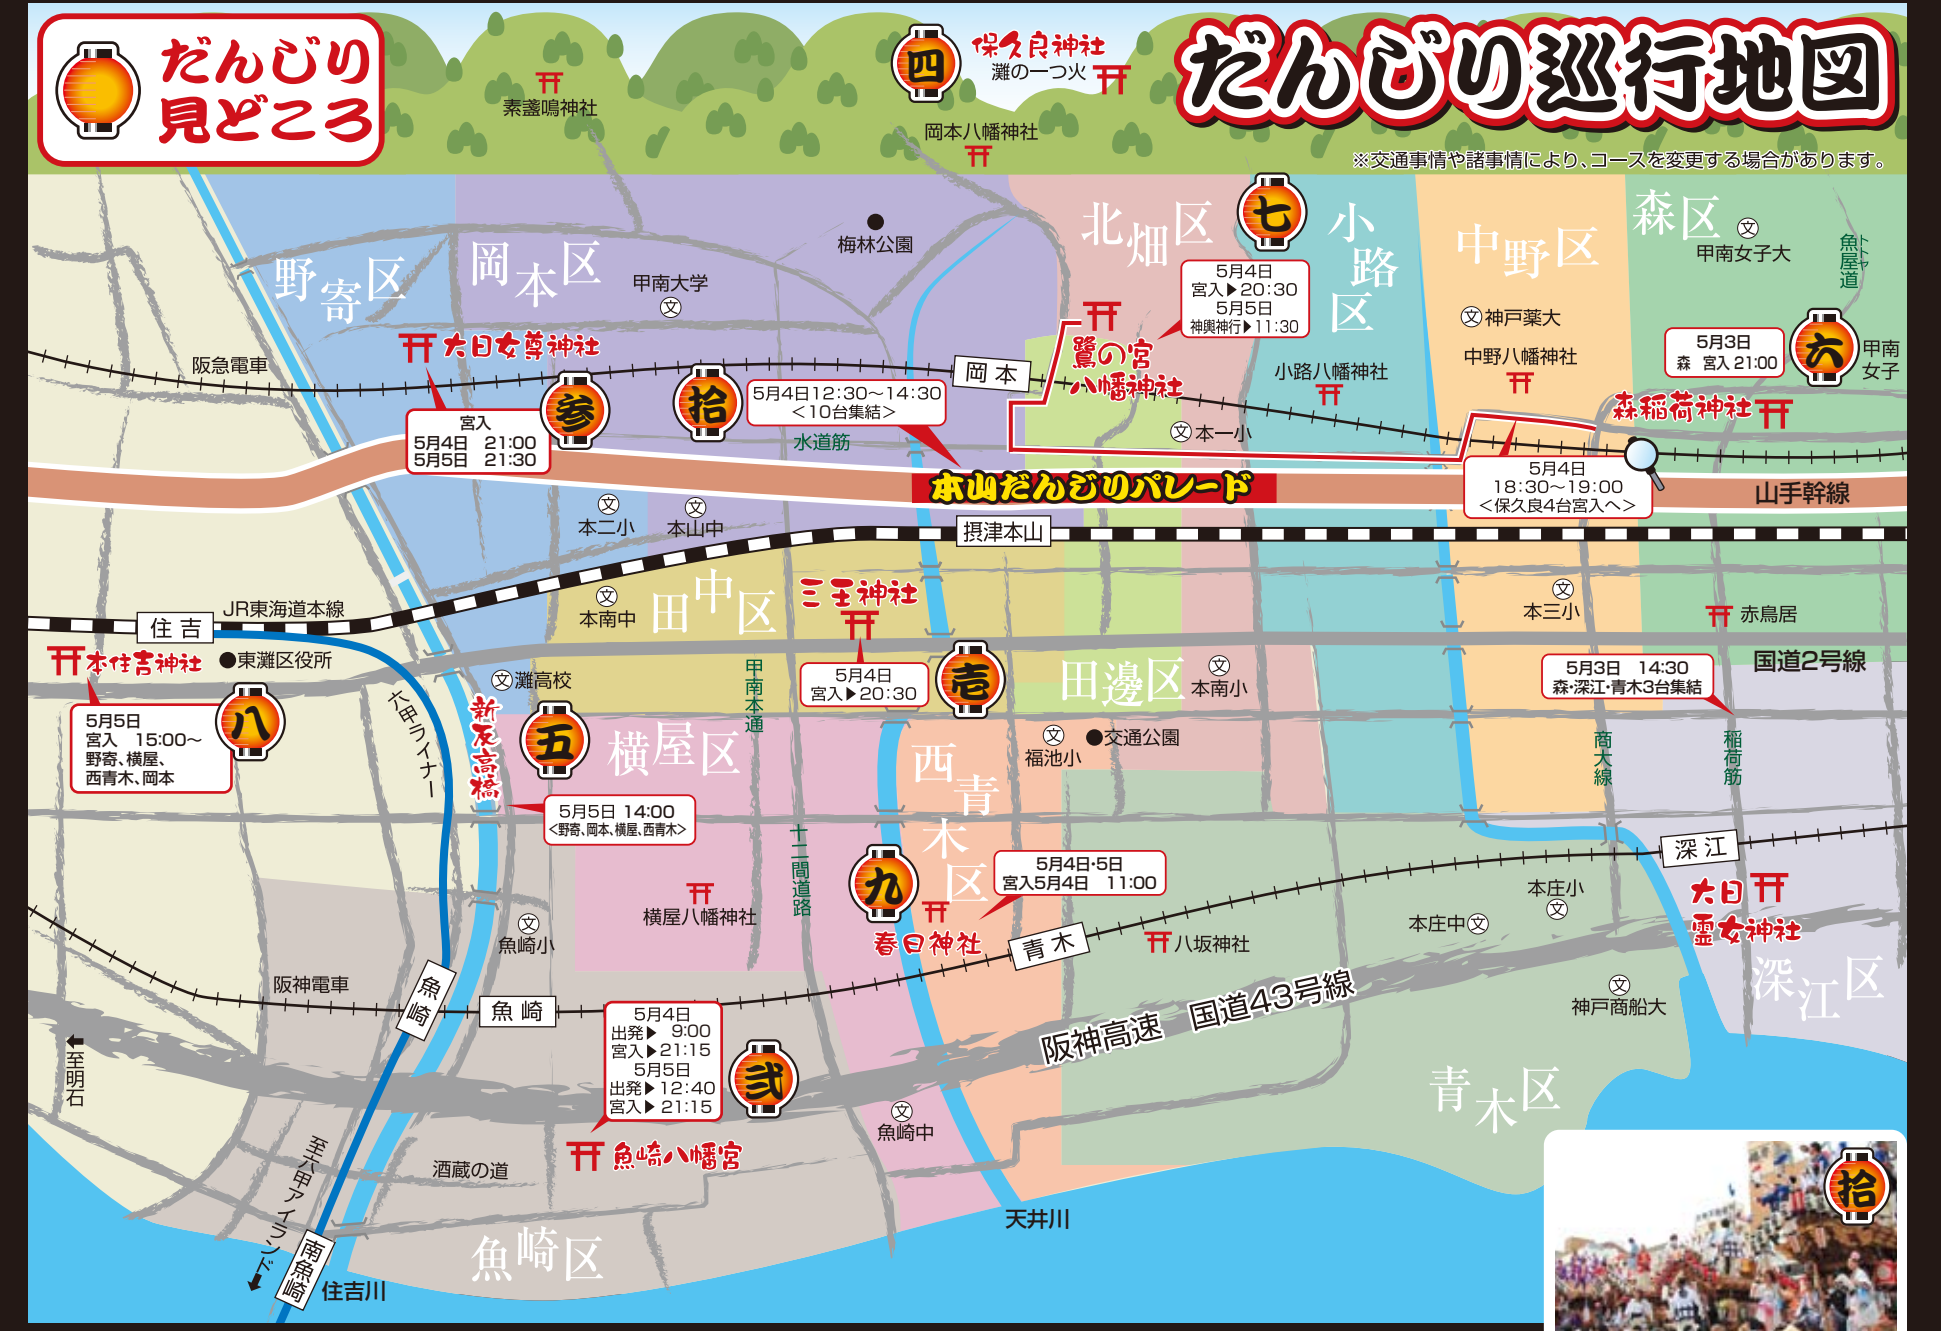 だんじり
見どころ
四
保久良神社
灘の一つ火
だんじり巡行地図
※交通事情や諸事情により、コースを変更する場合があります。
素盞鳴神社
岡本八幡神社
野寄区
岡本区
梅林公園
甲南大学
文
北畑区
七
5月4日
宮入▶20:30
5月5日
神輿神行▶11:30
小路区
中野区
森区
文
甲南女子大
魚屋道
トトヤ
文神戸薬大
中野八幡神社
5月3日
森 宮入 21:00
六
甲南
女子
阪急電車
大日女尊神社
宮入
5月4日 21:00
5月5日 21:30
参
拾
5月4日12:30〜14:30
＜10台集結＞
水道筋
岡本
鷺の宮
八幡神社
小路八幡神社
文本一小
森稲荷神社
5月4日
18:30〜19:00
＜保久良4台宮入へ＞
山手幹線
本山だんじりパレード
文
本二小
文
本山中
摂津本山
JR東海道本線
住吉
文
本南中
田中区
三王神社
5月4日
宮入▶20:30
壱
文
本三小
赤鳥居
国道2号線
本住吉神社
●東灘区役所
八
5月5日
宮入 15:00〜
野寄、横屋、
西青木、岡本
六甲ライナー
文灘高校
新反高橋
五
5月5日 14:00
<野寄、岡本、横屋、西青木>
横屋区
甲南本通
田邊区
文
本南小
文
福池小
●交通公園
5月3日 14:30
森・深江・青木3台集結
商大線
稲荷筋
西青木区
十二間道路
九
春日神社
5月4日・5日
宮入5月4日 11:00
横屋八幡神社
文
魚崎小
阪神電車
魚崎
魚崎
青木
八坂神社
深江
本庄小
文
本庄中文
大日
霊女神社
深江区
文
神戸商船大
阪神高速 国道43号線
5月4日
出発▶ 9:00
宮入▶21:15
5月5日
出発▶12:40
宮入▶21:15
弐
魚崎八幡宮
文
魚崎中
青木区
至明石
至六甲アイランド
酒蔵の道
魚崎区
南魚崎
住吉川
天井川
拾